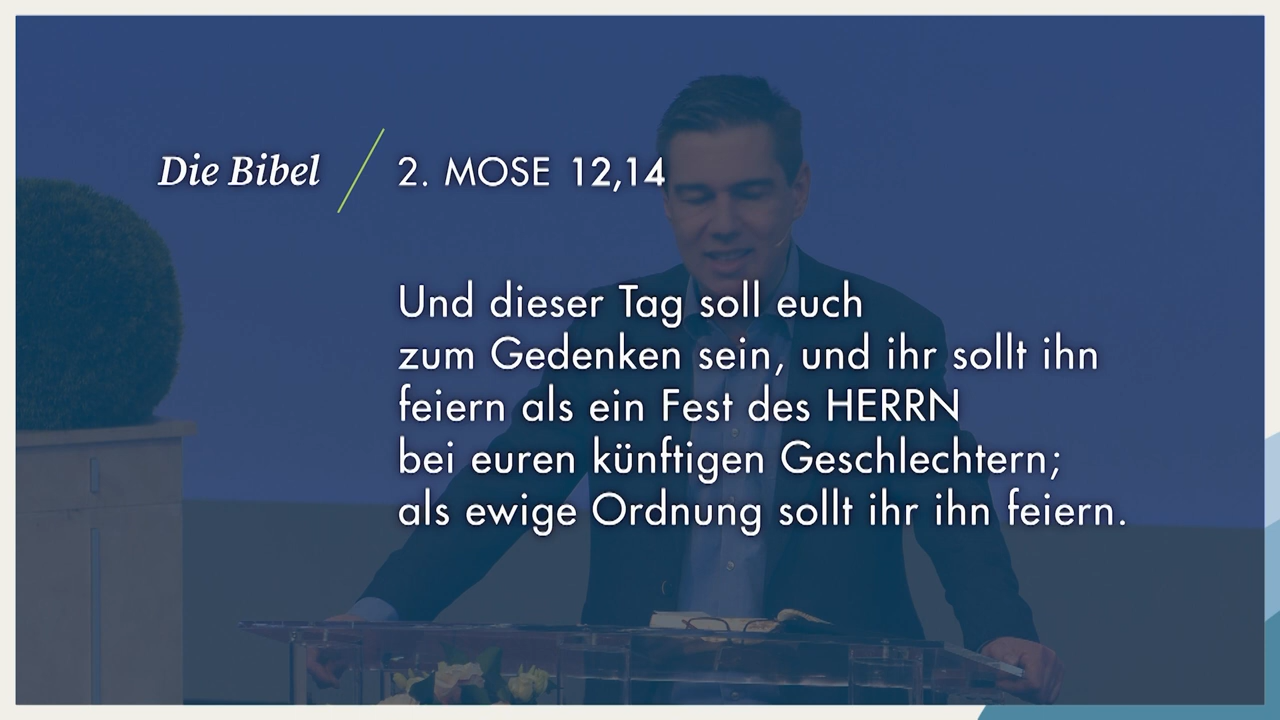 Die Bibel / 2. MOSE 12,14
Und dieser Tag soll euch
zum Gedenken sein, und ihr sollt ihn
feiern als ein Fest des HERRN
bei euren künftigen Geschlechtern;
als ewige Ordnung sollt ihr ihn feiern.